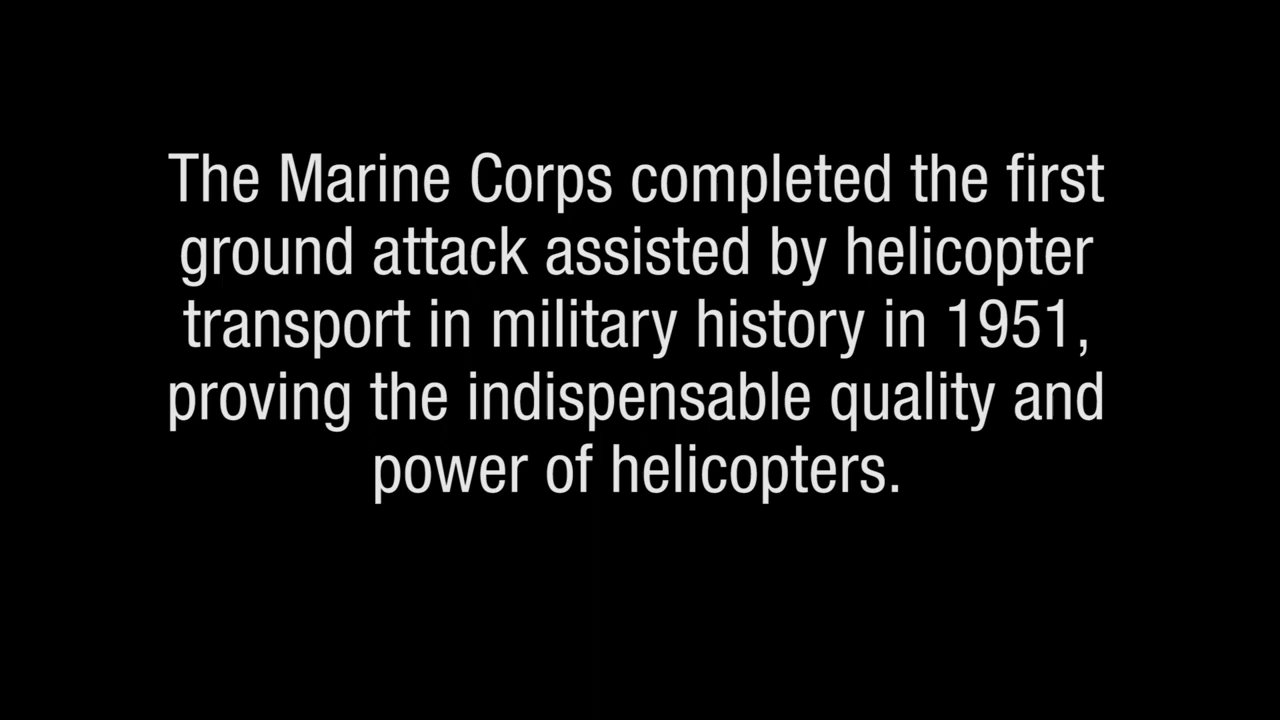 The Marine Corps completed the first
ground attack assisted by helicopter
transport in military history in 1951,
proving the indispensable quality and
power of helicopters.